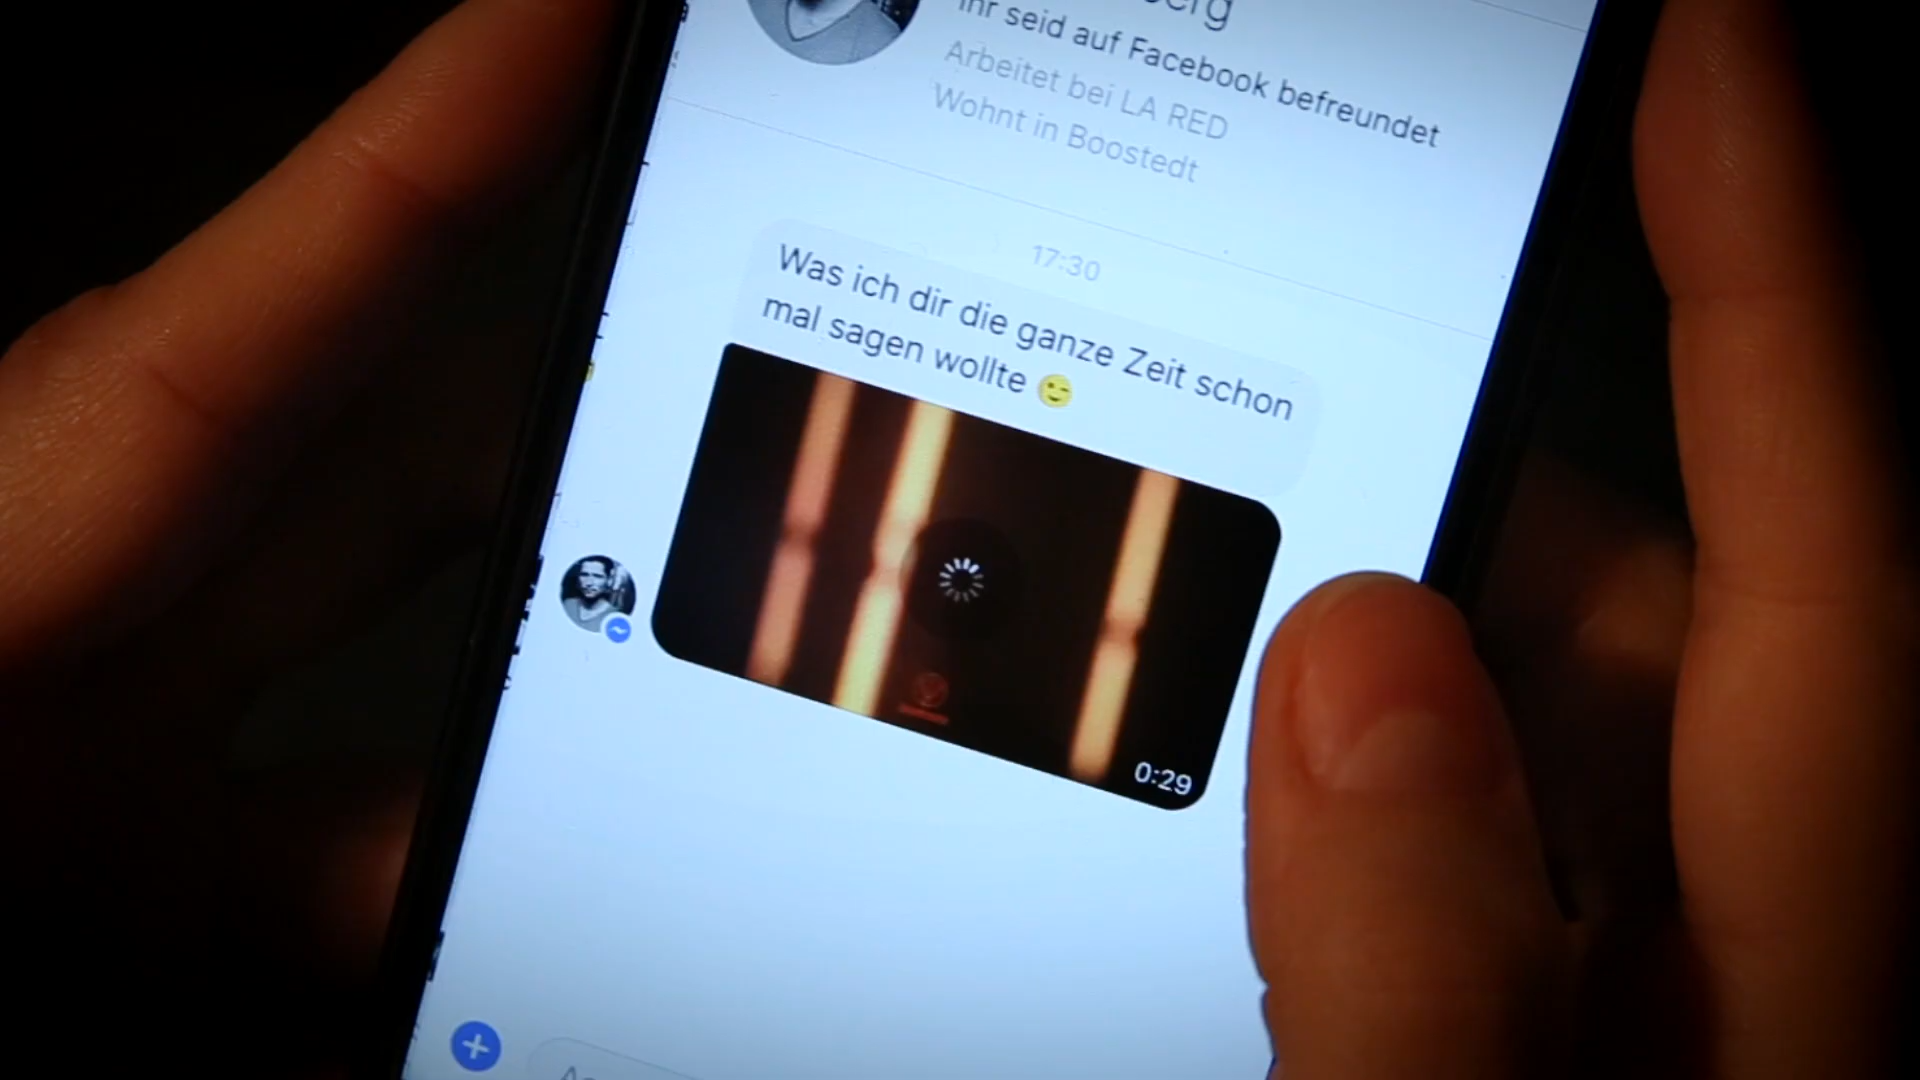 Ihr seid auf Facebook befreundet
Arbeitet bei LA RED
Wohnt in Boostedt
17:30
Was ich dir die ganze Zeit schon
mal sagen wollte 😉
0:29